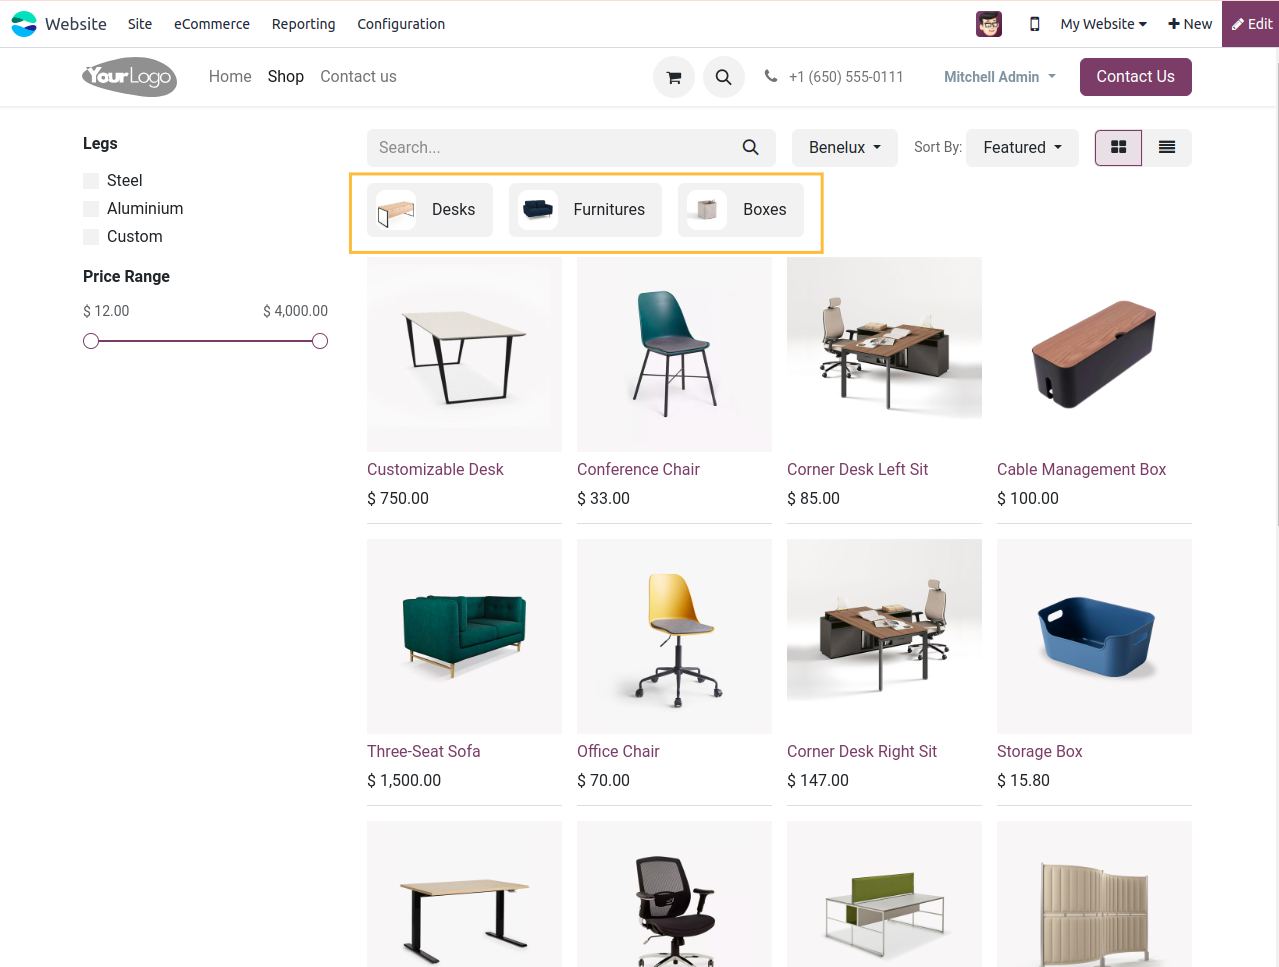 Website Site eCommerce Reporting Configuration My Website New Edit
YourLogo Home Shop Contact us +1 (650) 555-0111 Mitchell Admin Contact Us
Legs
Steel
Aluminium
Custom
Price Range
$ 12.00 $ 4,000.00
Search... Benelux Sort By: Featured
Desks Furnitures Boxes
Customizable Desk Conference Chair Corner Desk Left Sit Cable Management Box
$ 750.00 $ 33.00 $ 85.00 $ 100.00
Three-Seat Sofa Office Chair Corner Desk Right Sit Storage Box
$ 1,500.00 $ 70.00 $ 147.00 $ 15.80